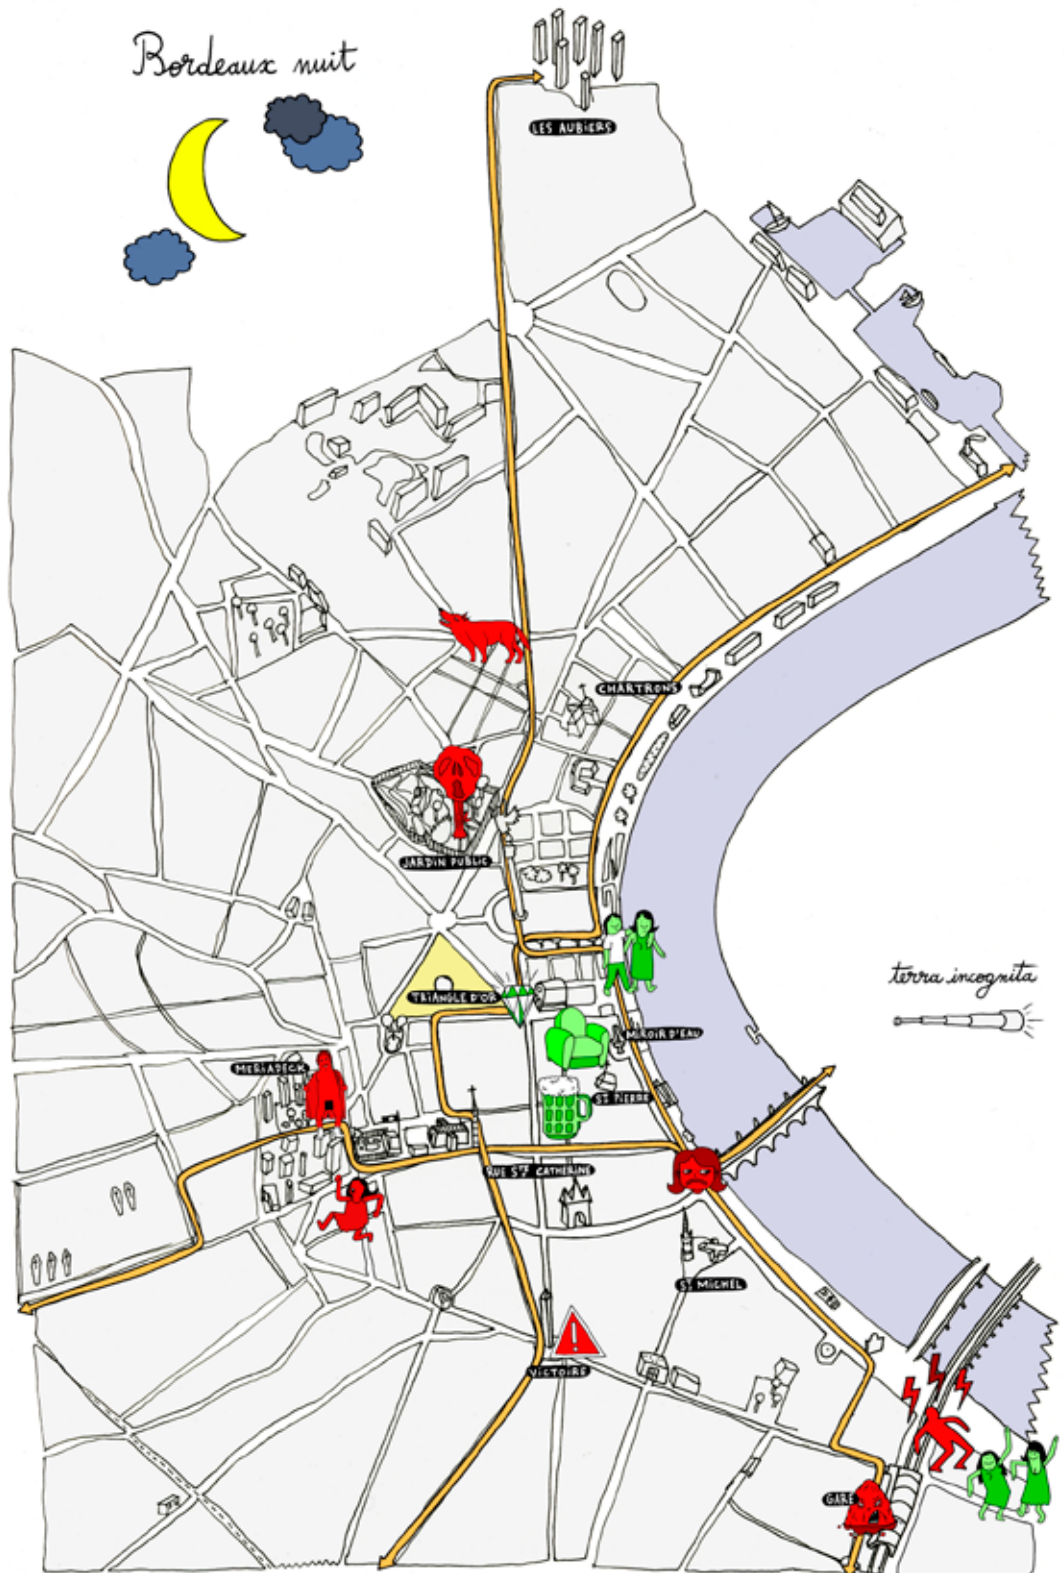 Bordeaux nuit
LES AUBIERS
CHARTRONS
JARDIN PUBLIC
terra incognita
TRIANGLE D'OR
MIROIR D'EAU
MERIADECK
ST PIERRE
RUE STE CATHERINE
ST MICHEL
VICTOIRE
GARE